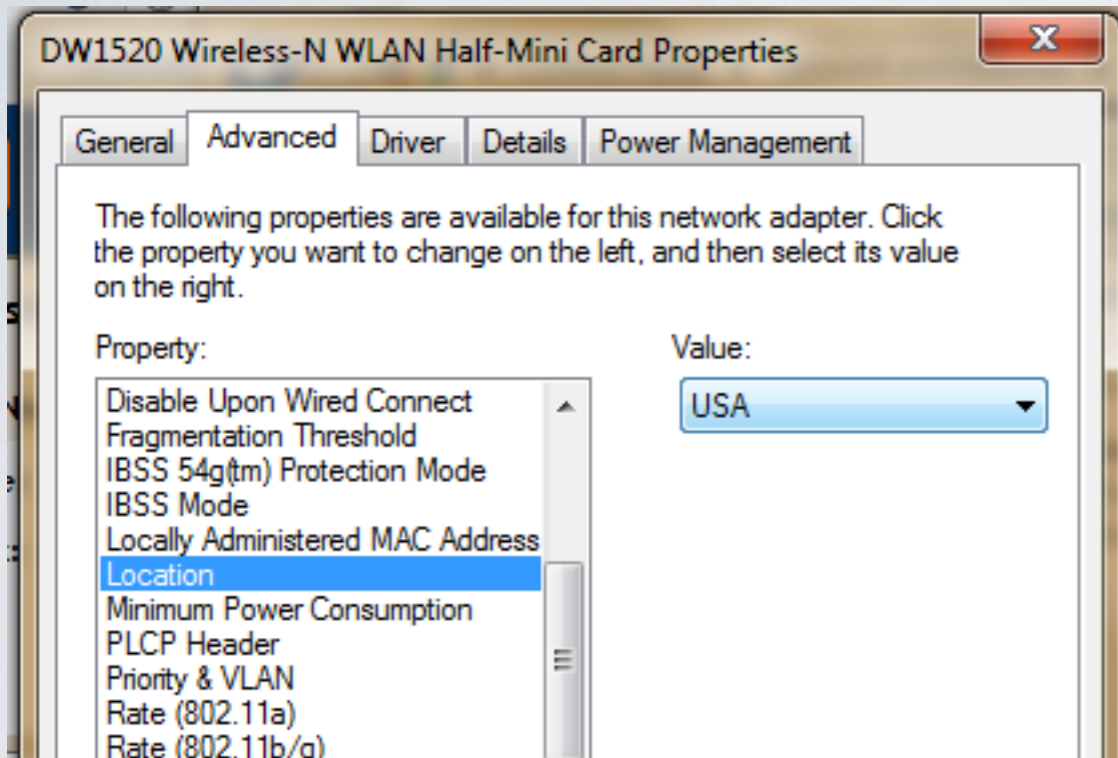 DW1520 Wireless-N WLAN Half-Mini Card Properties
General Advanced Driver Details Power Management
The following properties are available for this network adapter. Click
the property you want to change on the left, and then select its value
on the right.
Property:
Value:
Disable Upon Wired Connect
USA
Fragmentation Threshold
IBSS 54g(tm) Protection Mode
IBSS Mode
Locally Administered MAC Address
Location
Minimum Power Consumption
PLCP Header
Priority & VLAN
Rate (802.11a)
Rate (802.11b/g)